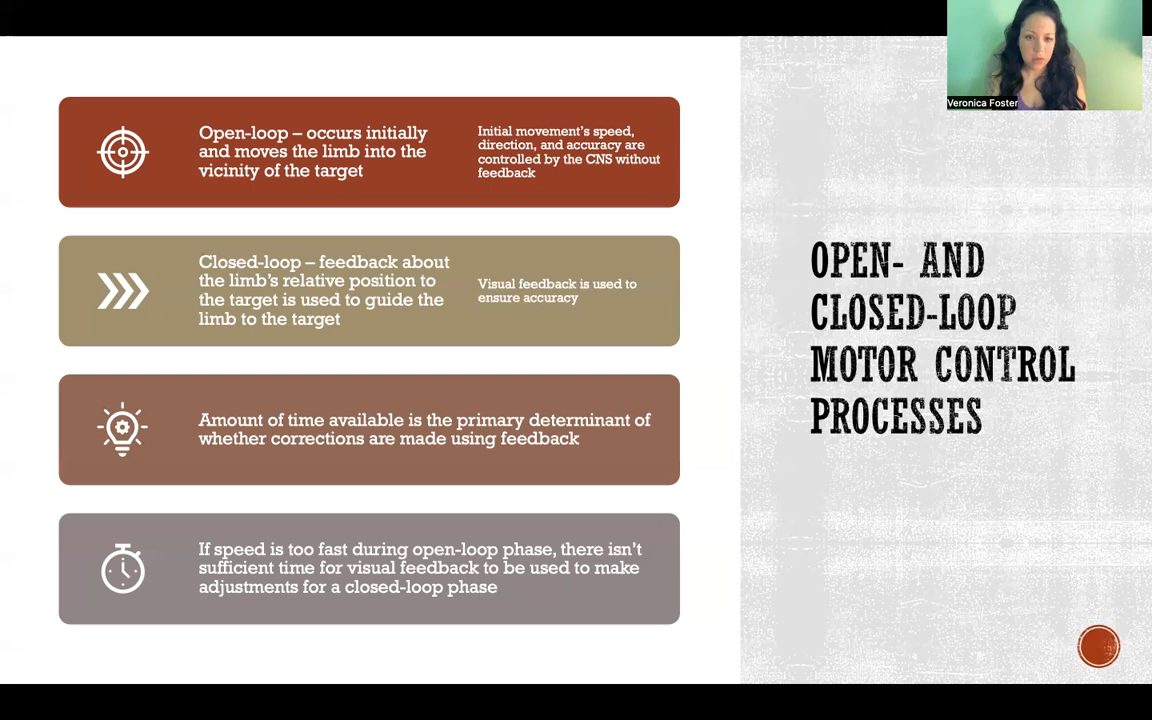 Veronica Foster
Open-loop – occurs initially
and moves the limb into the
vicinity of the target
Initial movement's speed,
direction, and accuracy are
controlled by the CNS without
feedback
Closed-loop – feedback about
the limb's relative position to
the target is used to guide the
limb to the target
Visual feedback is used to
ensure accuracy
Amount of time available is the primary determinant of
whether corrections are made using feedback
If speed is too fast during open-loop phase, there isn't
sufficient time for visual feedback to be used to make
adjustments for a closed-loop phase
OPEN- AND
CLOSED-LOOP
MOTOR CONTROL
PROCESSES